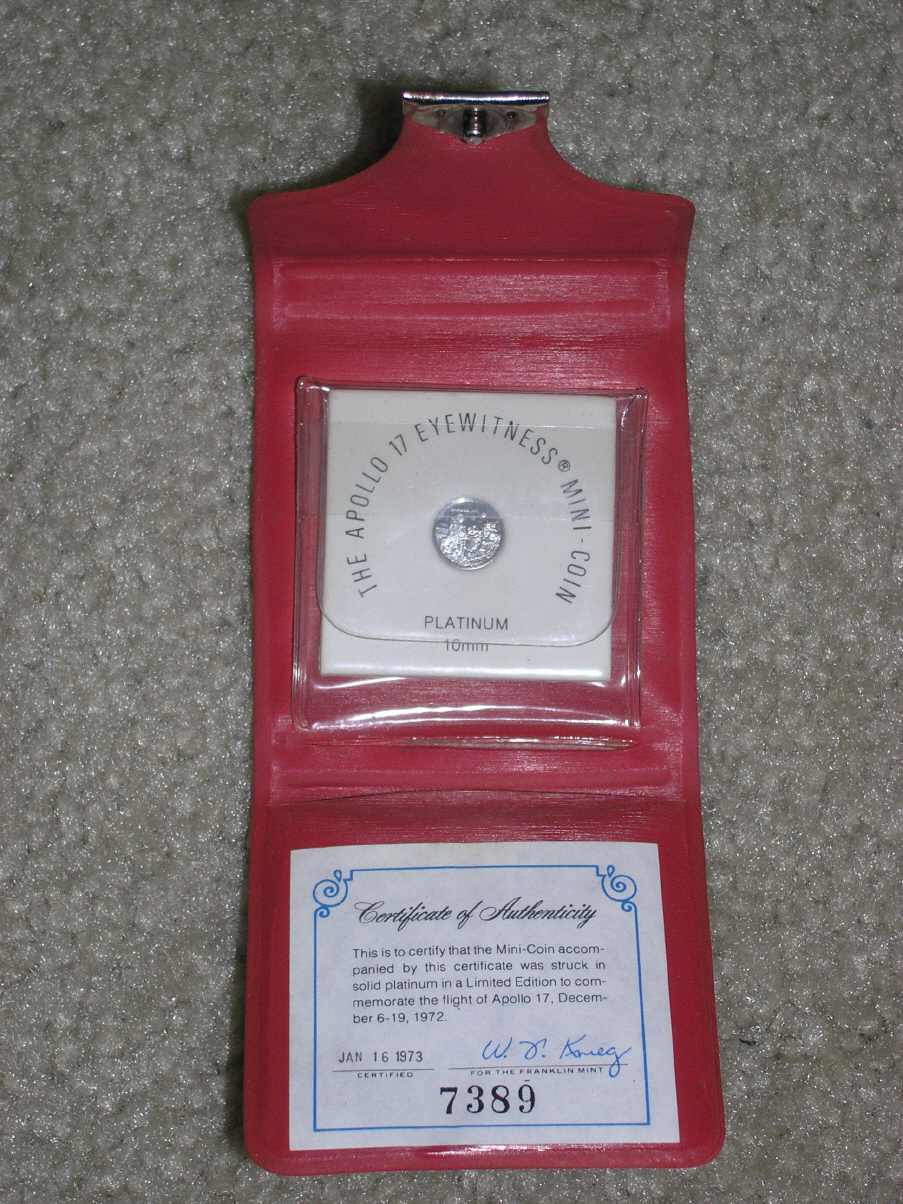 THE APOLLO 17 EYEWITNESS® MINI-COIN
PLATINUM
10mm
Certificate of Authenticity
This is to certify that the Mini-Coin accom-
panied by this certificate was struck in
solid platinum in a Limited Edition to com-
memorate the flight of Apollo 17, Decem-
ber 6-19, 1972.
JAN 16 1973
CERTIFIED
FOR THE FRANKLIN MINT
7389